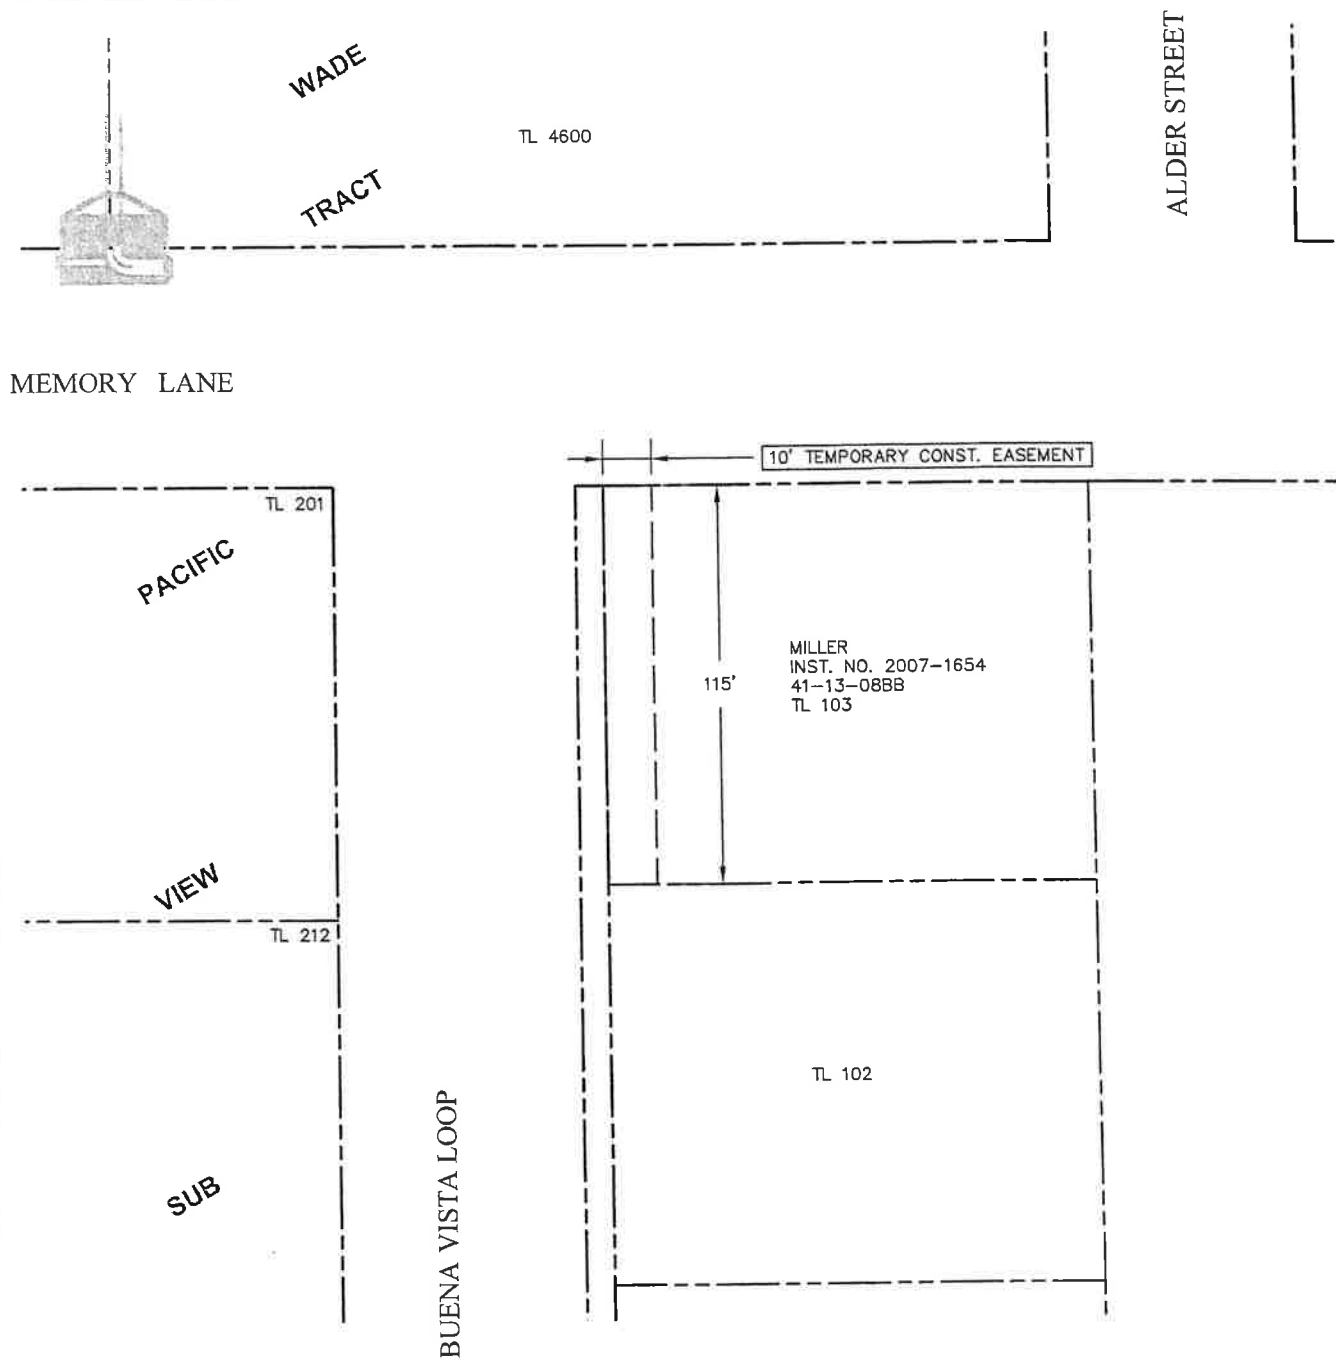 WADE
TRACT
TL 4600
ALDER STREET
MEMORY LANE
10' TEMPORARY CONST. EASEMENT
TL 201
PACIFIC
VIEW
115'
MILLER
INST. NO. 2007-1654
41-13-08BB
TL 103
TL 212
SUB
TL 102
BUENA VISTA LOOP